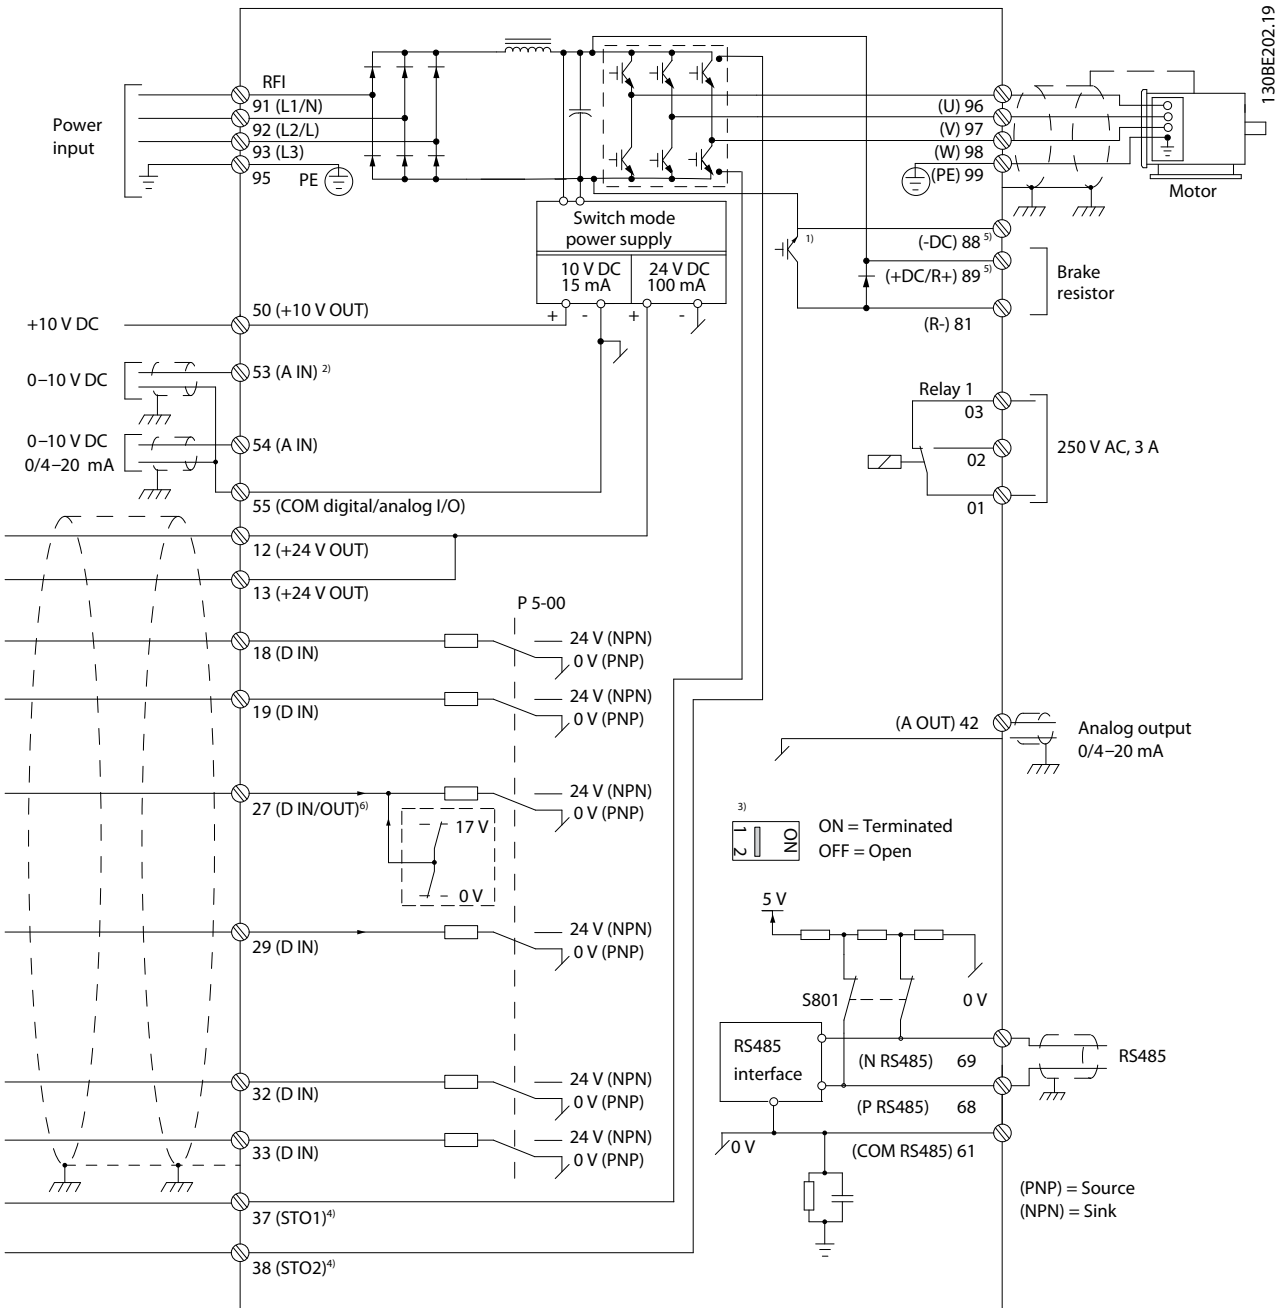 130BE202.19
Power
input
RFI
91 (L1/N)
92 (L2/L)
93 (L3)
95
PE
(U) 96
(V) 97
(W) 98
(PE) 99
Motor
Switch mode
power supply
10 V DC
15 mA
24 V DC
100 mA
+
-
+
-
1)
(-DC) 88 5)
(+DC/R+) 89 5)
(R-) 81
Brake
resistor
+10 V DC
50 (+10 V OUT)
0–10 V DC
53 (A IN) 2)
0–10 V DC
0/4–20 mA
54 (A IN)
55 (COM digital/analog I/O)
12 (+24 V OUT)
13 (+24 V OUT)
Relay 1
03
02
01
250 V AC, 3 A
P 5-00
18 (D IN)
24 V (NPN)
0 V (PNP)
19 (D IN)
24 V (NPN)
0 V (PNP)
27 (D IN/OUT) 6)
24 V (NPN)
0 V (PNP)
17 V
0 V
29 (D IN)
24 V (NPN)
0 V (PNP)
32 (D IN)
24 V (NPN)
0 V (PNP)
33 (D IN)
24 V (NPN)
0 V (PNP)
37 (STO1) 4)
38 (STO2) 4)
(A OUT) 42
Analog output
0/4–20 mA
3)
1 2
ON
ON = Terminated
OFF = Open
5 V
S801
0 V
RS485
interface
(N RS485) 69
(P RS485) 68
0 V
(COM RS485) 61
RS485
(PNP) = Source
(NPN) = Sink